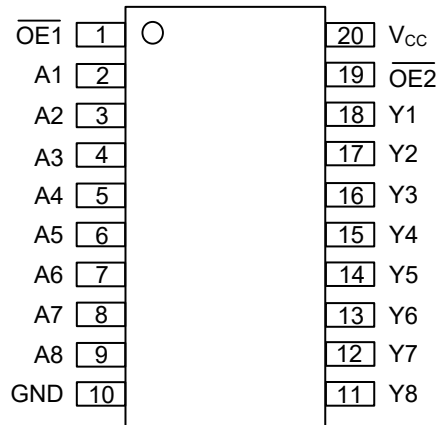 O̅E̅1̅ 1 20 VCC
A1 2 19 O̅E̅2̅
A2 3 18 Y1
A3 4 17 Y2
A4 5 16 Y3
A5 6 15 Y4
A6 7 14 Y5
A7 8 13 Y6
A8 9 12 Y7
GND 10 11 Y8